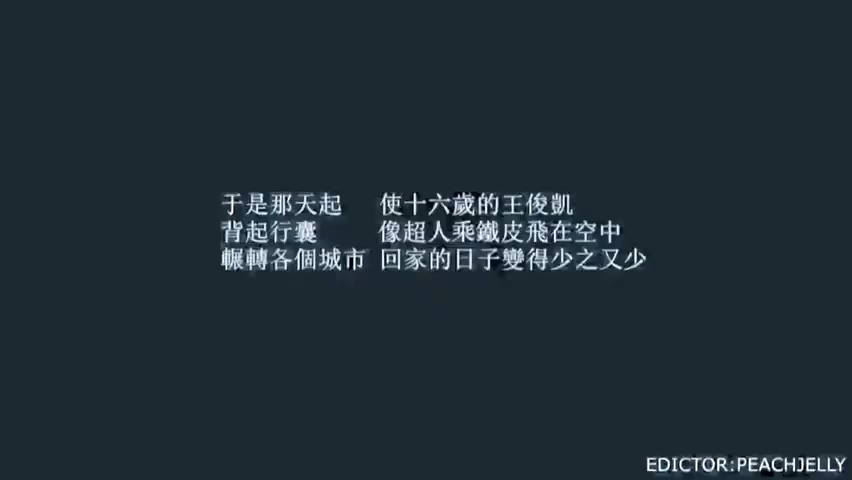 于是那天起 使十六歲的王俊凱
背起行囊 像超人乘鐵皮飛在空中
輾轉各個城市 回家的日子變得少之又少
EDICTOR:PEACHJELLY